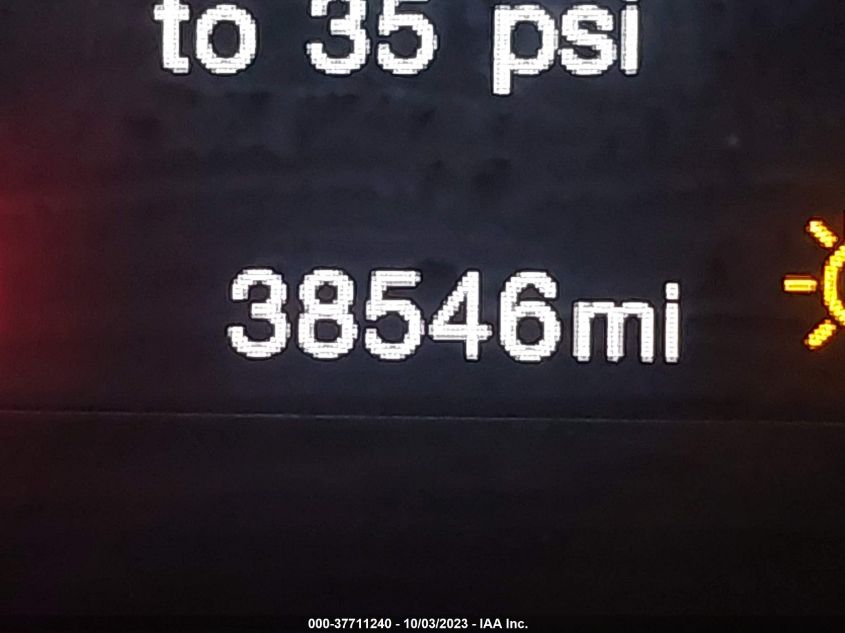 to 35 psi
38546mi
000-37711240 - 10/03/2023 - IAA Inc.